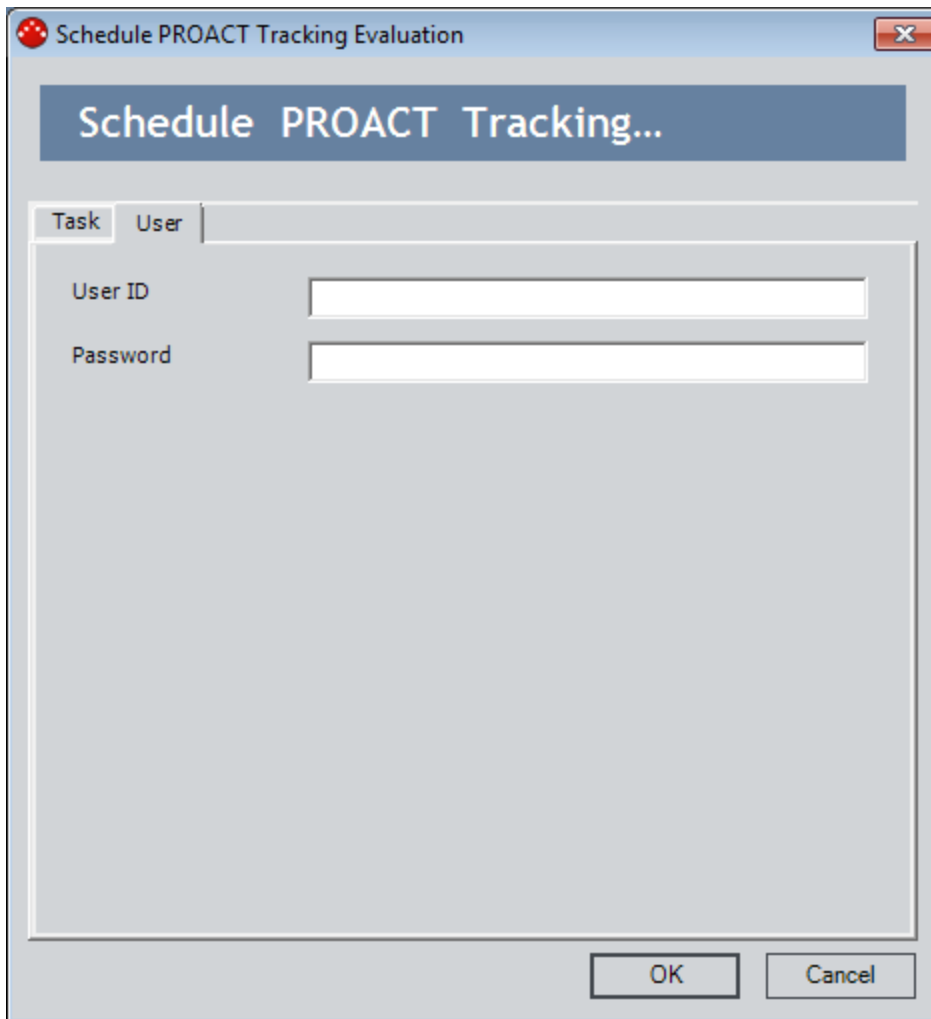 Schedule PROACT Tracking Evaluation
Schedule PROACT Tracking...
Task User
User ID
Password
OK Cancel